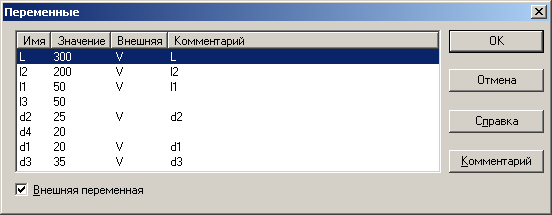 Переменные
Имя Значение Внешняя Комментарий
L 300 V L
l2 200 V l2
l1 50 V l1
l3 50
d2 25 V d2
d4 20
d1 20 V d1
d3 35 V d3
Внешняя переменная
OK
Отмена
Справка
Комментарий